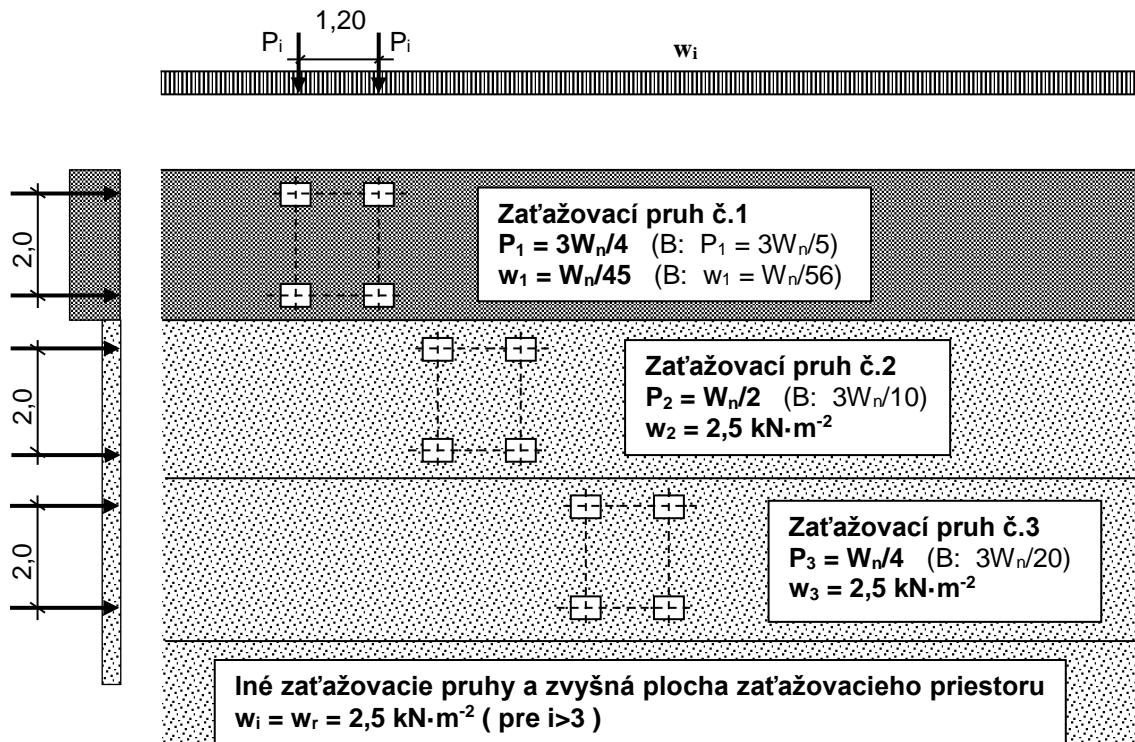 1,20
Pᵢ Pᵢ wᵢ
2,0
Zaťažovací pruh č.1
P₁ = 3Wₙ/4 (B: P₁ = 3Wₙ/5)
w₁ = Wₙ/45 (B: w₁ = Wₙ/56)
2,0
Zaťažovací pruh č.2
P₂ = Wₙ/2 (B: 3Wₙ/10)
w₂ = 2,5 kN·m⁻²
2,0
Zaťažovací pruh č.3
P₃ = Wₙ/4 (B: 3Wₙ/20)
w₃ = 2,5 kN·m⁻²
Iné zaťažovacie pruhy a zvyšná plocha zaťažovacieho priestoru
wᵢ = wᵣ = 2,5 kN·m⁻² ( pre i>3 )